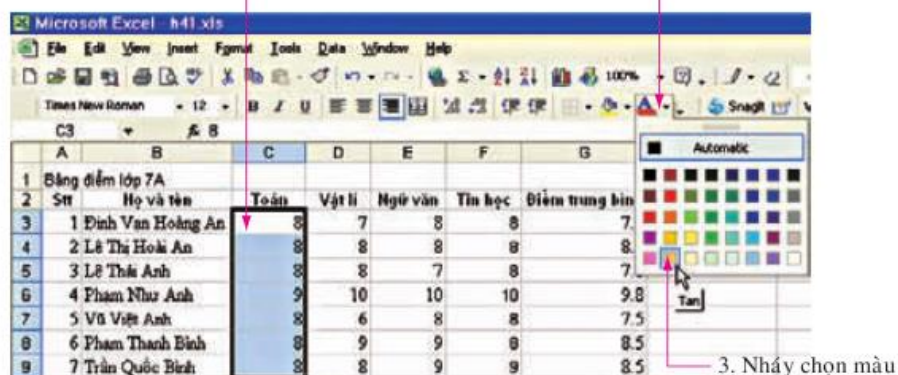 Microsoft Excel - h41.xls
File Edit View Insert Format Tools Data Window Help
100%
Times New Roman 12 B I U SnagIt
C3 fx 8
A B C D E F G
Automatic
1 Bảng điểm lớp 7A
2 Stt Họ và tên Toán Vật lí Ngữ văn Tin học Điểm trung bìn
3 1 Đinh Vạn Hoàng An 8 7 8 8 7.
4 2 Lê Thị Hoài An 8 8 8 8 8.
5 3 Lê Thái Anh 8 8 7 8 7.
6 4 Phạm Như Anh 9 10 10 10 9.8
Tan
7 5 Vũ Việt Anh 8 6 8 8 7.5
8 6 Phạm Thanh Bình 8 9 9 8 8.5
9 7 Trần Quốc Bình 8 8 9 9 8.5
3. Nháy chọn màu